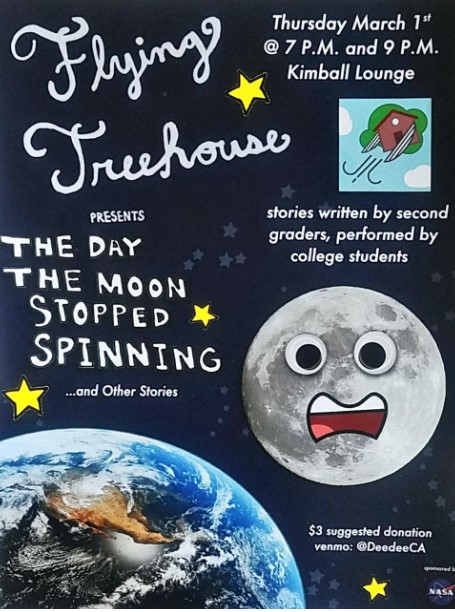 Flying
Treehouse
Thursday March 1st
@ 7 P.M. and 9 P.M.
Kimball Lounge
PRESENTS
THE DAY
THE MOON
STOPPED
SPINNING
...and Other Stories
stories written by second
graders, performed by
college students
$3 suggested donation
venmo: @DeedeeCA
sponsored b
NASA